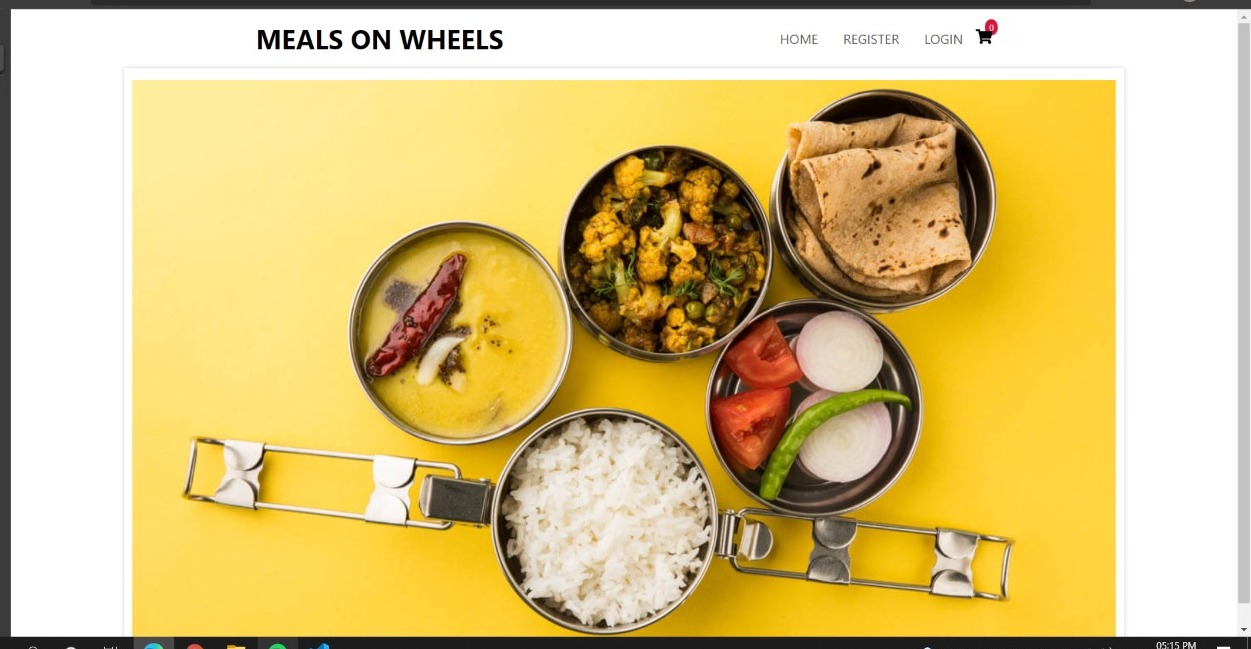 MEALS ON WHEELS
HOME REGISTER LOGIN 0
05:15 PM